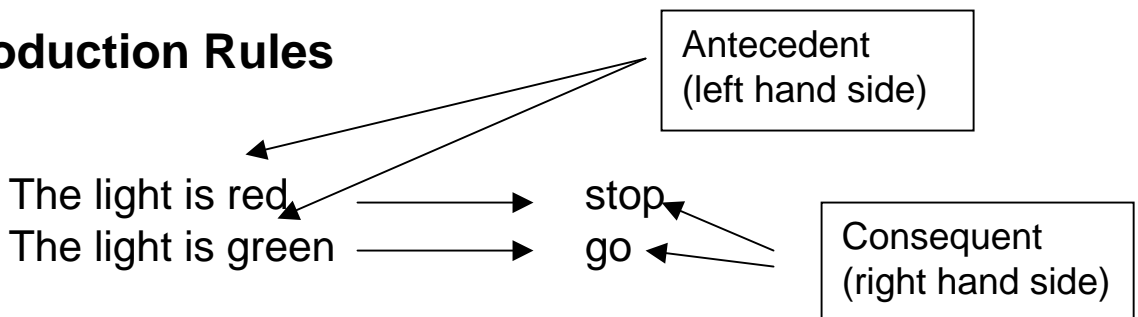 oduction Rules
Antecedent
(left hand side)
The light is red
stop
The light is green
go
Consequent
(right hand side)